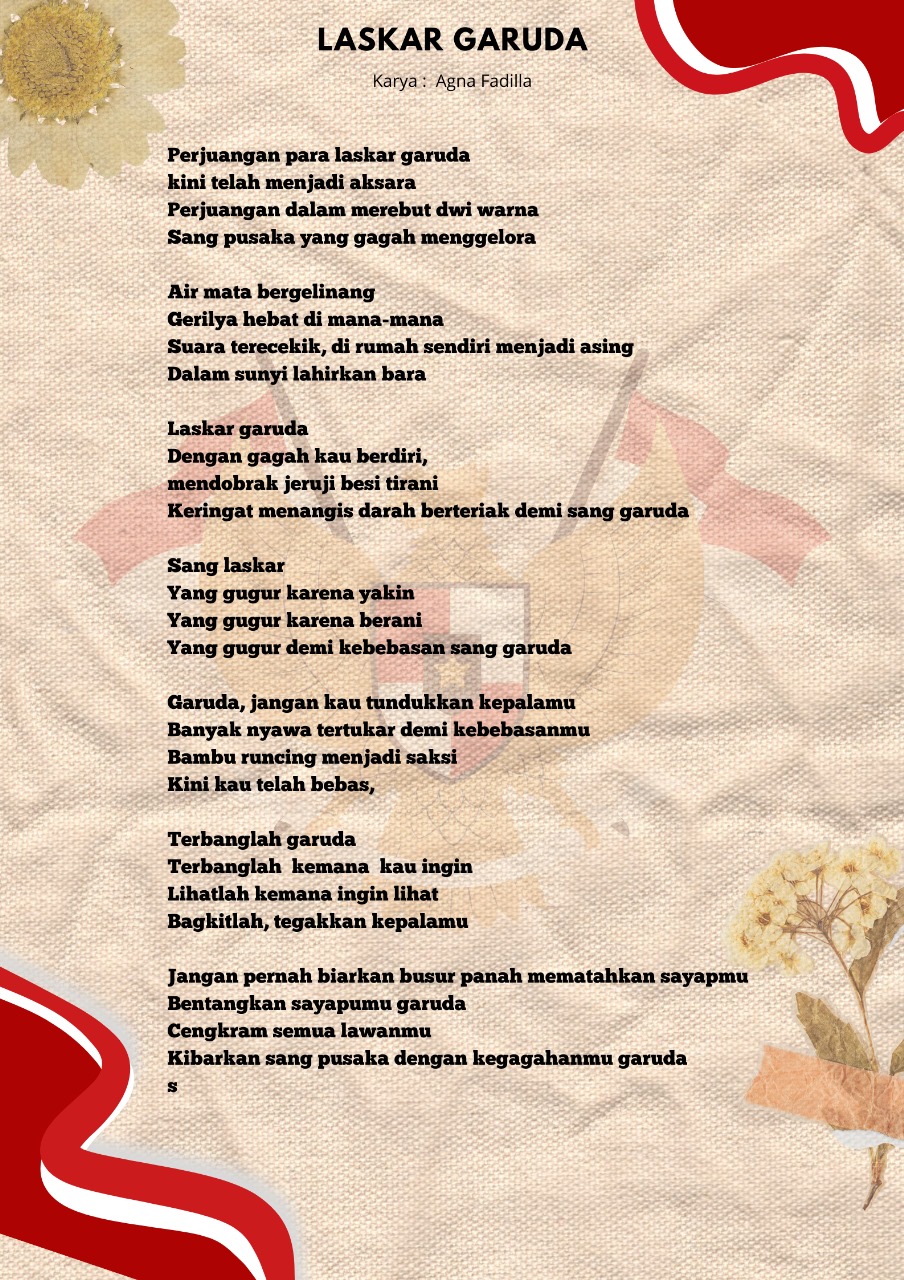 LASKAR GARUDA
Karya :  Agna Fadilla
Perjuangan para laskar garuda
kini telah menjadi aksara
Perjuangan dalam merebut dwi warna
Sang pusaka yang gagah menggelora
Air mata bergelinang
Gerilya hebat di mana-mana
Suara terecekik, di rumah sendiri menjadi asing
Dalam sunyi lahirkan bara
Laskar garuda
Dengan gagah kau berdiri,
mendobrak jeruji besi tirani
Keringat menangis darah berteriak demi sang garuda
Sang laskar
Yang gugur karena yakin
Yang gugur karena berani
Yang gugur demi kebebasan sang garuda
Garuda, jangan kau tundukkan kepalamu
Banyak nyawa tertukar demi kebebasanmu
Bambu runcing menjadi saksi
Kini kau telah bebas,
Terbanglah garuda
Terbanglah  kemana  kau ingin
Lihatlah kemana ingin lihat
Bagkitlah, tegakkan kepalamu
Jangan pernah biarkan busur panah mematahkan sayapmu
Bentangkan sayapumu garuda
Cengkram semua lawanmu
Kibarkan sang pusaka dengan kegagahanmu garuda
s